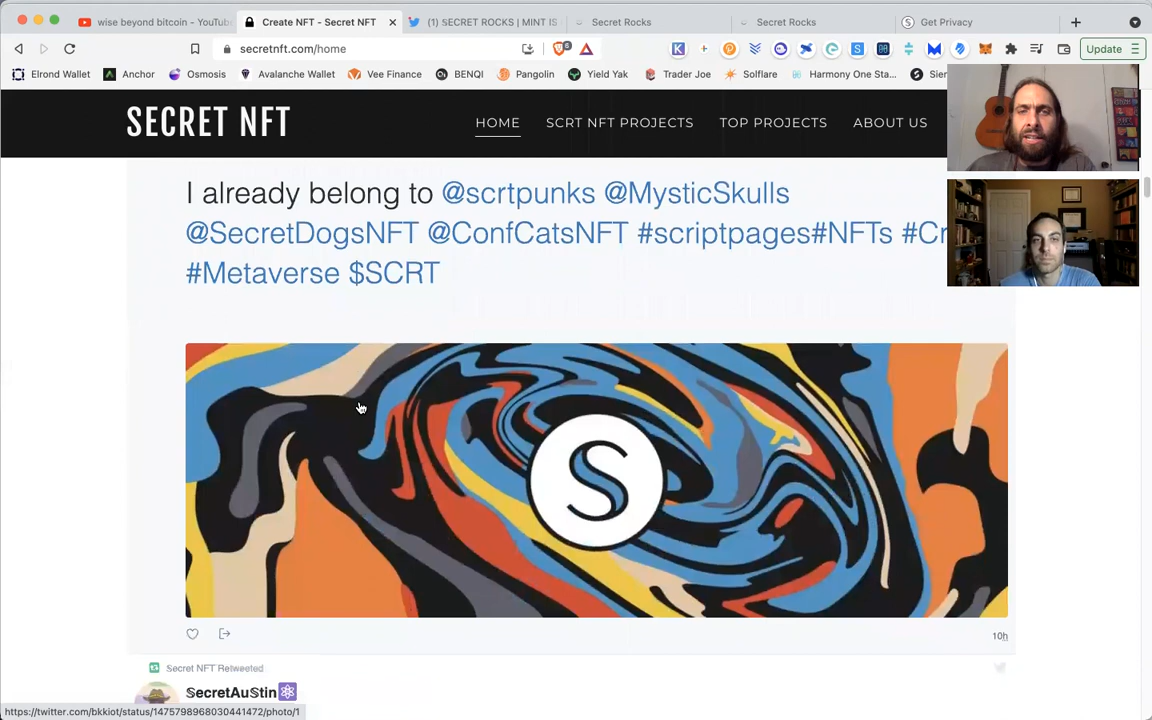 wise beyond bitcoin - YouTub
Create NFT - Secret NFT
(1) SECRET ROCKS | MINT IS
Secret Rocks
Secret Rocks
Get Privacy
secretnft.com/home
6
Update
Elrond Wallet
Anchor
Osmosis
Avalanche Wallet
Vee Finance
BENQI
Pangolin
Yield Yak
Trader Joe
Solflare
Harmony One Sta...
Sien
SECRET NFT
HOME
SCRT NFT PROJECTS
TOP PROJECTS
ABOUT US
I already belong to @scrtpunks @MysticSkulls
@SecretDogsNFT @ConfCatsNFT #scriptpages#NFTs #Cr
#Metaverse $SCRT
S
10h
Secret NFT Retweeted
𝕊ecretAu𝕊tin
https://twitter.com/bkkiot/status/1475798968030441472/photo/1